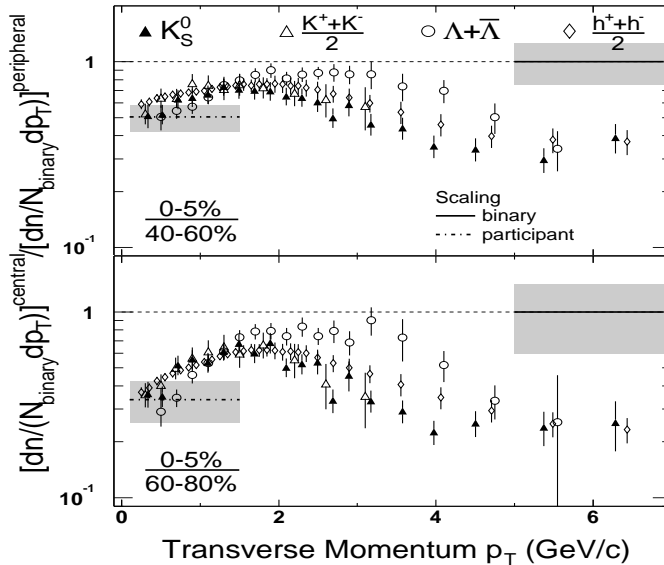 K⁰_S
K⁺+K⁻
2
Λ+Λ̅
h⁺+h⁻
2
[dn/(N_binary dp_T)]^central/[dn/N_binary dp_T)]^peripheral
1
0-5%
40-60%
Scaling
binary
participant
10⁻¹
1
0-5%
60-80%
10⁻¹
0 2 4 6
Transverse Momentum p_T (GeV/c)